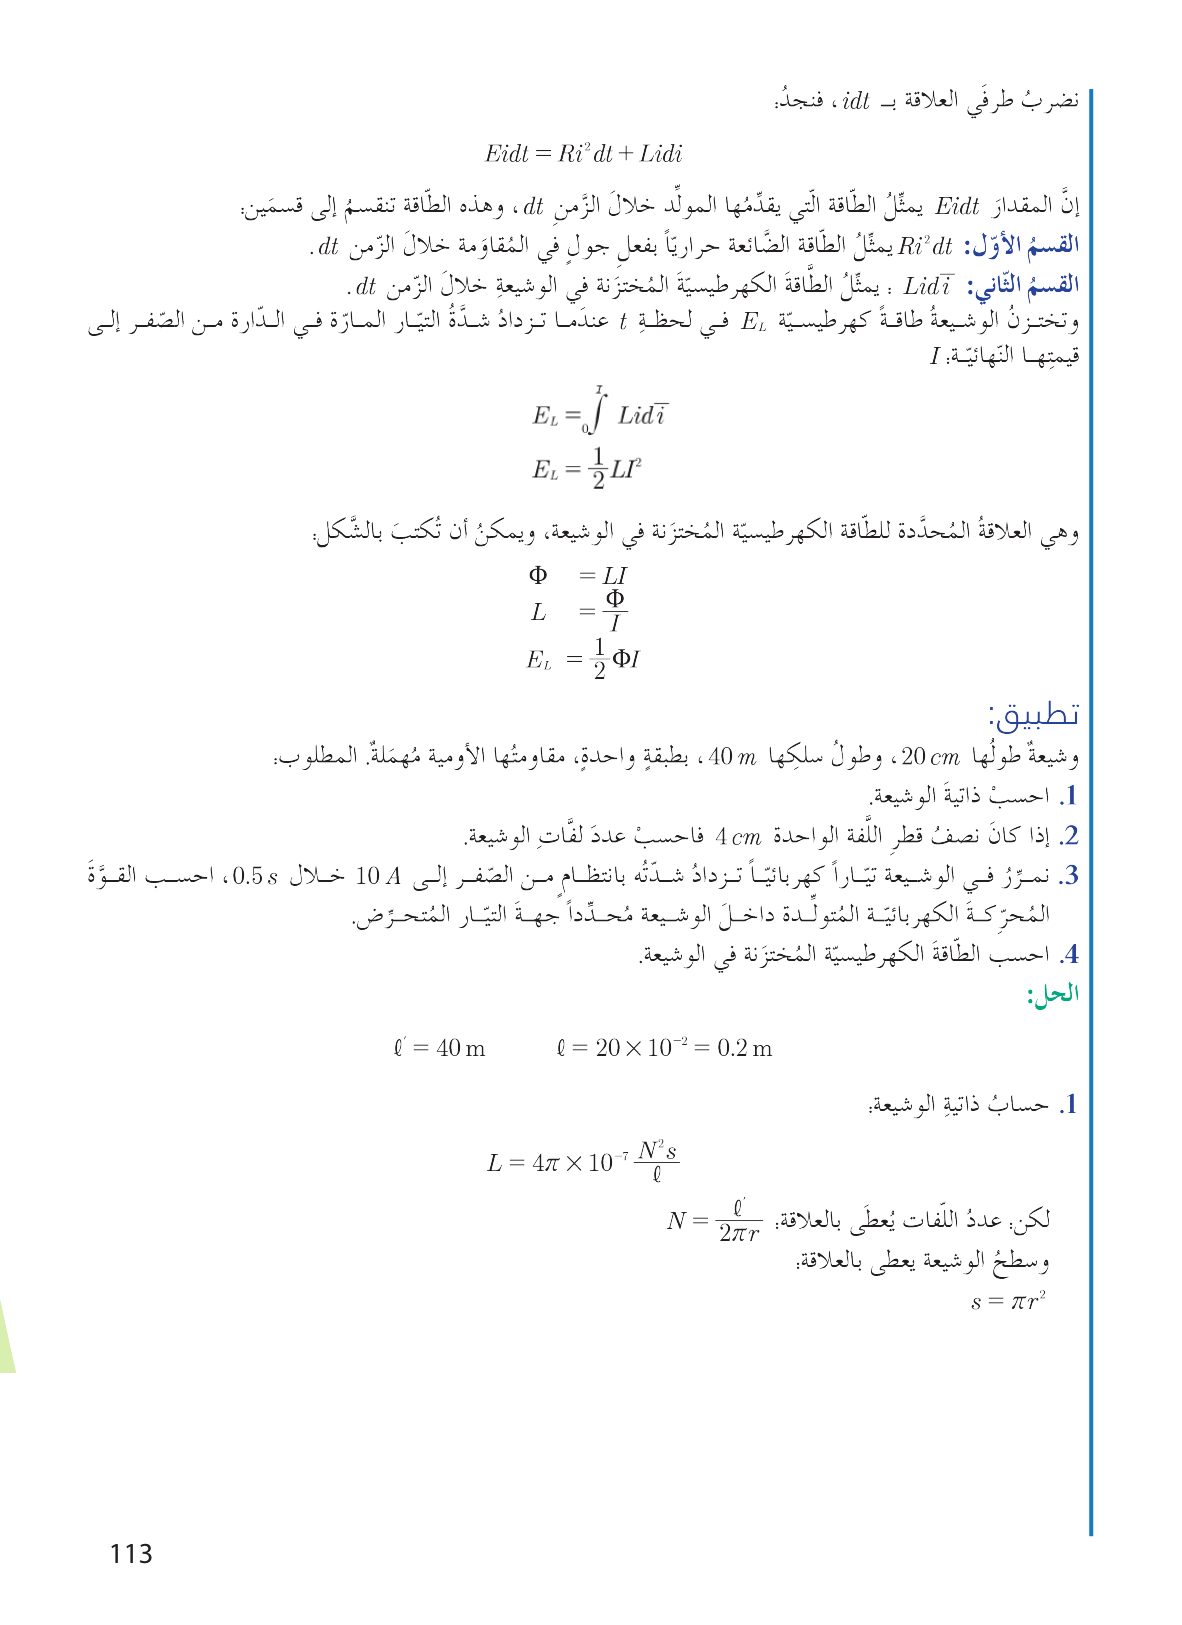 نضربُ طرفَي العلاقة بـ idt، فنجدُ:
Eidt = Ri² dt + Lidi
إنَّ المقدارَ Eidt يمثِّلُ الطّاقة الّتي يقدِّمُها المولِّد خلالَ الزَّمنِ dt، وهذه الطّاقة تنقسمُ إلى قسمَين:
القسمُ الأوّل: Ri² dt يمثِّلُ الطّاقة الضَّائعة حراريّاً بفعلِ جولٍ في المُقاوَمة خلالَ الزّمن dt.
القسمُ الثّاني: Lid i̅ : يمثِّلُ الطَّاقةَ الكهرطيسيّةَ المُختزَنة في الوشيعةِ خلالَ الزّمن dt.
وتختزنُ الوشيعةُ طاقةً كهرطيسيّة E_L في لحظةِ t عندَما تزدادُ شدَّةُ التيّار المارّة في الدّارة من الصّفر إلى
قيمتِها النّهائيّة: I
E_L = ∫₀ᴵ Lid i̅
E_L = 1/2 LI²
وهي العلاقةُ المُحدَّدة للطّاقة الكهرطيسيّة المُختزَنة في الوشيعة، ويمكنُ أن تُكتبَ بالشَّكل:
Φ = LI
L = Φ/I
E_L = 1/2 ΦI
تطبيق:
وشيعةٌ طولُها 20 cm، وطولُ سلكِها 40 m، بطبقةٍ واحدةٍ، مقاومتُها الأومية مُهمَلةٌ. المطلوب:
1. احسبْ ذاتيةَ الوشيعة.
2. إذا كانَ نصفُ قطرِ اللَّفة الواحدة 4 cm فاحسبْ عددَ لفَّاتِ الوشيعة.
3. نمرِّرُ في الوشيعة تيّاراً كهربائيّاً تزدادُ شدّتُه بانتظامٍ من الصّفر إلى 10 A خلال 0.5 s، احسب القوَّةَ
المُحرّكةَ الكهربائيّة المُتولِّدة داخلَ الوشيعة مُحدِّداً جهةَ التيّار المُتحرّض.
4. احسب الطّاقةَ الكهرطيسيّة المُختزَنة في الوشيعة.
الحل:
ℓ′ = 40 m ℓ = 20 × 10⁻² = 0.2 m
1. حسابُ ذاتيةِ الوشيعة:
L = 4π × 10⁻⁷ N²s/ℓ
لكن: عددُ اللّفات يُعطَى بالعلاقة: N = ℓ′/2πr
وسطحُ الوشيعة يعطى بالعلاقة:
s = πr²
113